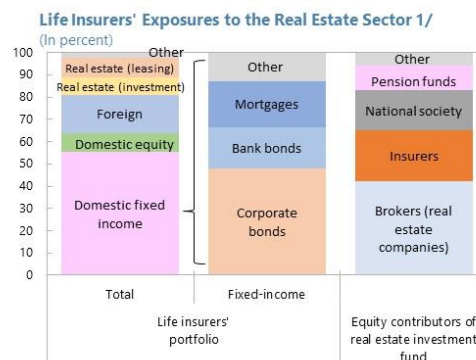 Life Insurers' Exposures to the Real Estate Sector 1/
(In percent)
100
90
80
70
60
50
40
30
20
10
0
Other
Real estate (leasing)
Real estate (investment)
Foreign
Domestic equity
Domestic fixed
income
Other
Mortgages
Bank bonds
Corporate
bonds
Other
Pension funds
National society
Insurers
Brokers (real
estate
companies)
Total
Fixed-income
Life insurers'
portfolio
Equity contributors of
real estate investment
fund